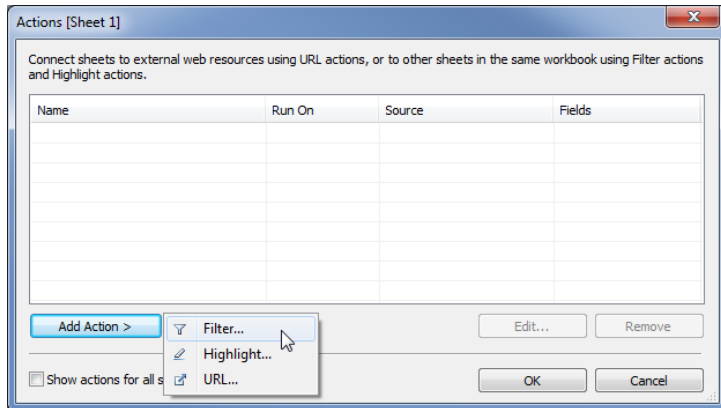 Actions [Sheet 1]
Connect sheets to external web resources using URL actions, or to other sheets in the same workbook using Filter actions
and Highlight actions.
Name Run On Source Fields
Add Action > Filter... Edit... Remove
Highlight...
Show actions for all s URL... OK Cancel